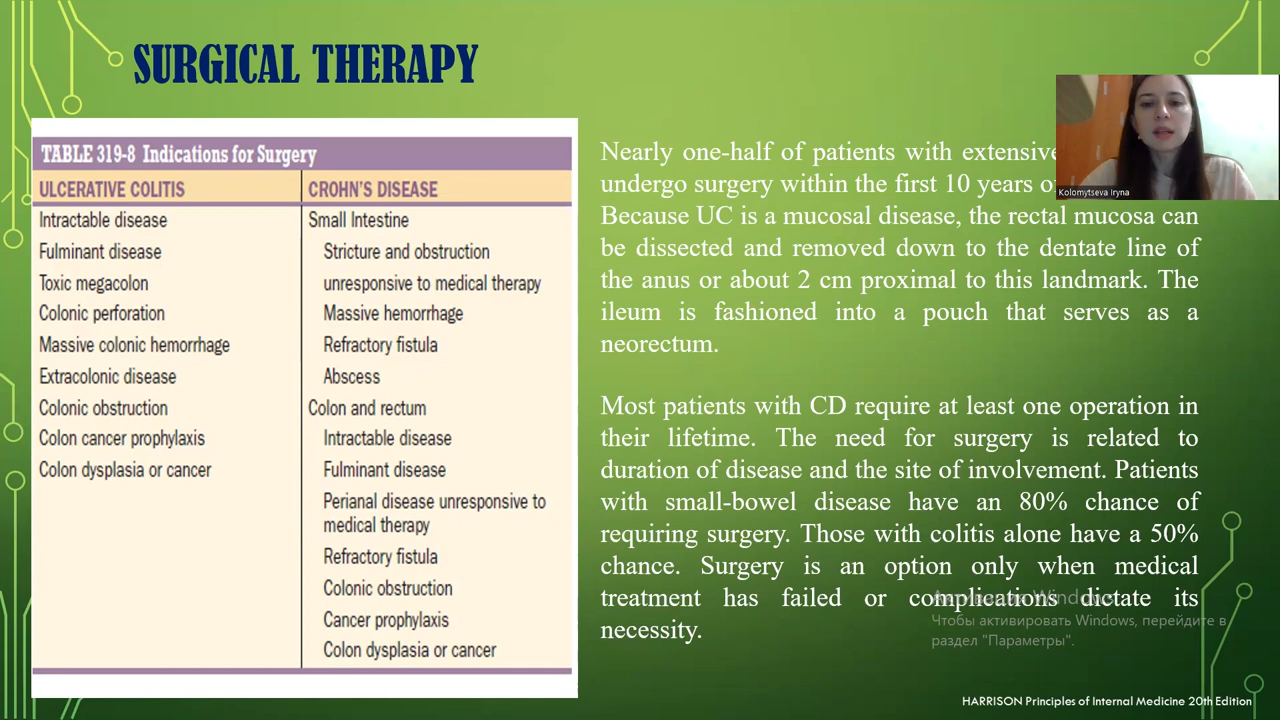 SURGICAL THERAPY
TABLE 319-8 Indications for Surgery
ULCERATIVE COLITIS
Intractable disease
Fulminant disease
Toxic megacolon
Colonic perforation
Massive colonic hemorrhage
Extracolonic disease
Colonic obstruction
Colon cancer prophylaxis
Colon dysplasia or cancer
CROHN'S DISEASE
Small Intestine
Stricture and obstruction
unresponsive to medical therapy
Massive hemorrhage
Refractory fistula
Abscess
Colon and rectum
Intractable disease
Fulminant disease
Perianal disease unresponsive to
medical therapy
Refractory fistula
Colonic obstruction
Cancer prophylaxis
Colon dysplasia or cancer
Nearly one-half of patients with extensive
undergo surgery within the first 10 years
Because UC is a mucosal disease, the rectal mucosa can
be dissected and removed down to the dentate line of
the anus or about 2 cm proximal to this landmark. The
ileum is fashioned into a pouch that serves as a
neorectum.
Most patients with CD require at least one operation in
their lifetime. The need for surgery is related to
duration of disease and the site of involvement. Patients
with small-bowel disease have an 80% chance of
requiring surgery. Those with colitis alone have a 50%
chance. Surgery is an option only when medical
treatment has failed or complications dictate its
necessity.
Kolomytseva Iryna
Активация Windows
Чтобы активировать Windows, перейдите в
раздел "Параметры".
HARRISON Principles of Internal Medicine 20th Edition